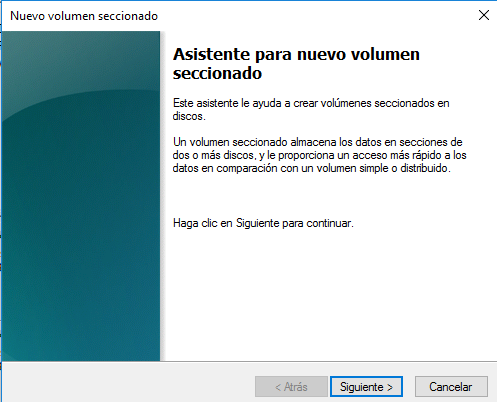 Nuevo volumen seccionado
Asistente para nuevo volumen
seccionado
Este asistente le ayuda a crear volúmenes seccionados en
discos.
Un volumen seccionado almacena los datos en secciones de
dos o más discos, y le proporciona un acceso más rápido a los
datos en comparación con un volumen simple o distribuido.
Haga clic en Siguiente para continuar.
< Atrás
Siguiente >
Cancelar